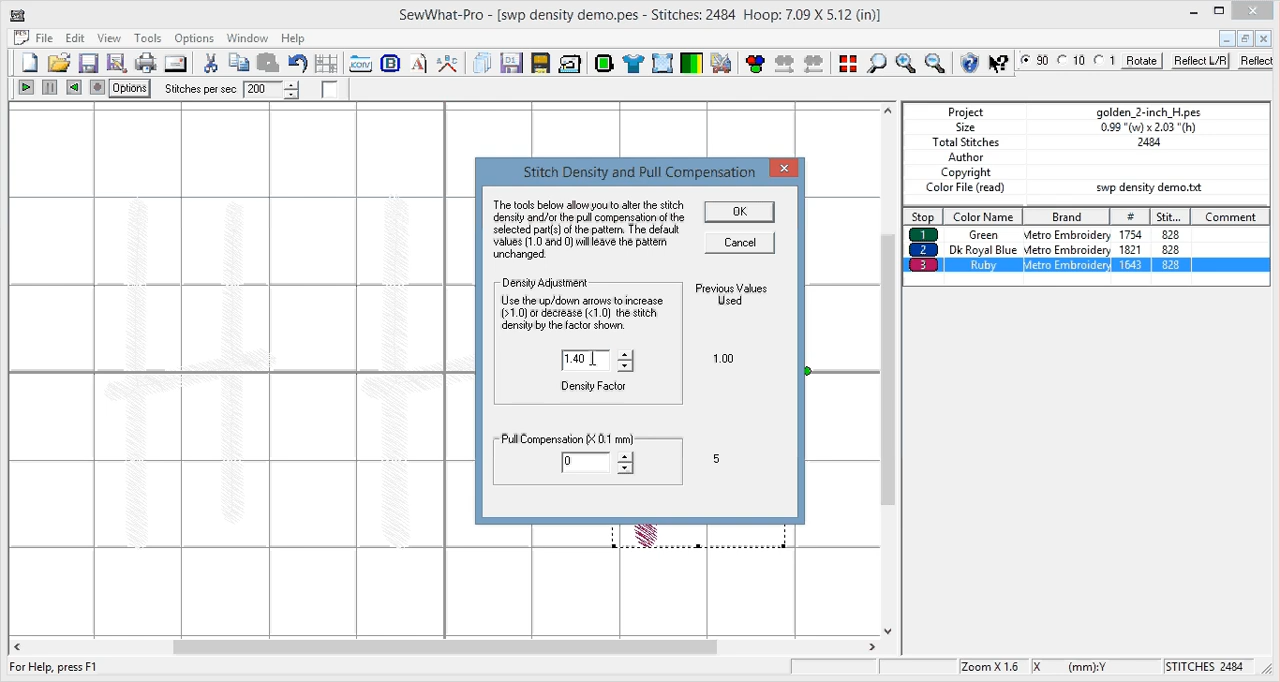 SewWhat-Pro - [swp density demo.pes - Stitches: 2484 Hoop: 7.09 X 5.12 (in)]
File Edit View Tools Options Window Help
90 10 1 Rotate Reflect L/R Reflect
Options Stitches per sec 200
Project golden_2-inch_H.pes
Size 0.99 "(w) x 2.03 "(h)
Total Stitches 2484
Author
Copyright
Color File (read) swp density demo.txt
Stop Color Name Brand # Stit... Comment
1 Green Metro Embroidery 1754 828
2 Dk Royal Blue Metro Embroidery 1821 828
3 Ruby Metro Embroidery 1643 828
Stitch Density and Pull Compensation
The tools below allow you to alter the stitch
density and/or the pull compensation of the
selected part(s) of the pattern. The default
values (1.0 and 0) will leave the pattern
unchanged.
OK
Cancel
Density Adjustment
Use the up/down arrows to increase
(>1.0) or decrease (<1.0) the stitch
density by the factor shown.
Previous Values
Used
1.40
1.00
Density Factor
Pull Compensation (X 0.1 mm)
0
5
For Help, press F1 Zoom X 1.6 X (mm):Y STITCHES 2484